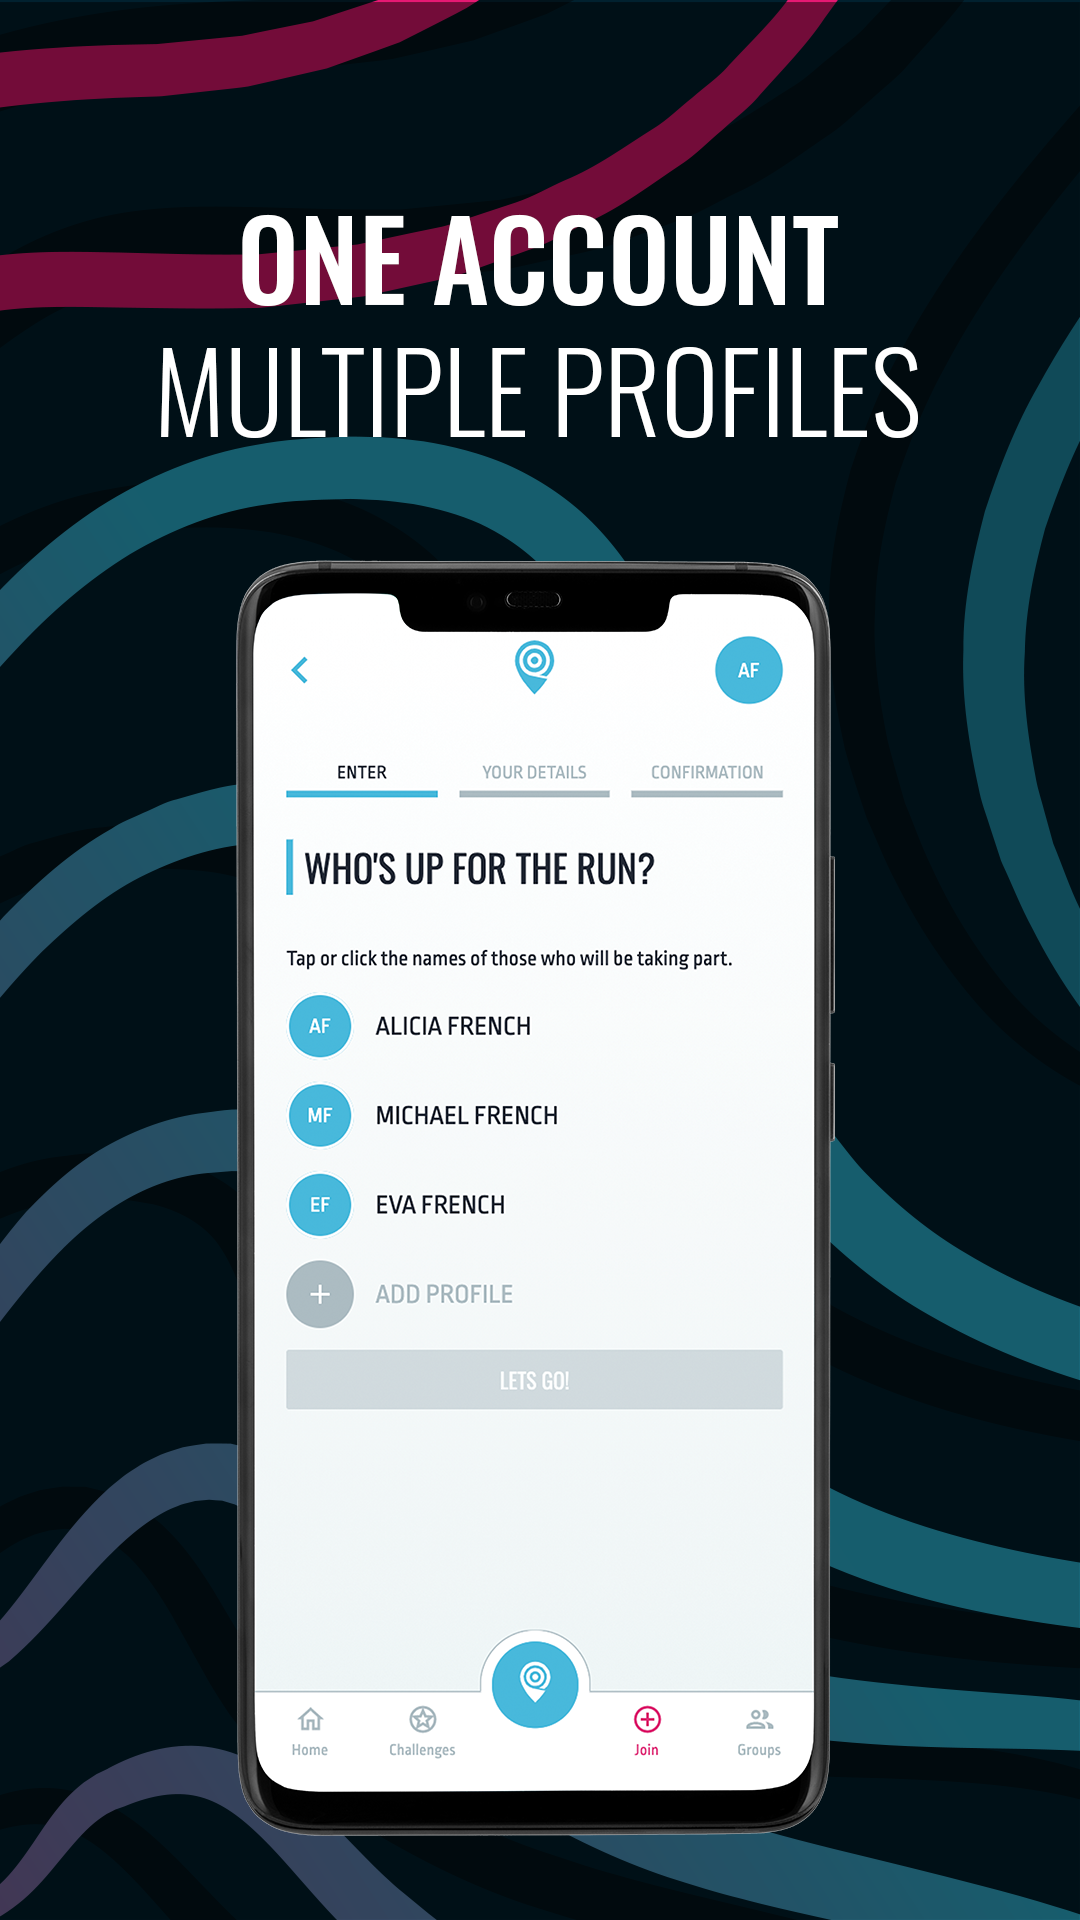 ONE ACCOUNT
MULTIPLE PROFILES
AF
ENTER YOUR DETAILS CONFIRMATION
WHO'S UP FOR THE RUN?
Tap or click the names of those who will be taking part.
AF ALICIA FRENCH
MF MICHAEL FRENCH
EF EVA FRENCH
+ ADD PROFILE
LETS GO!
Home Challenges Join Groups